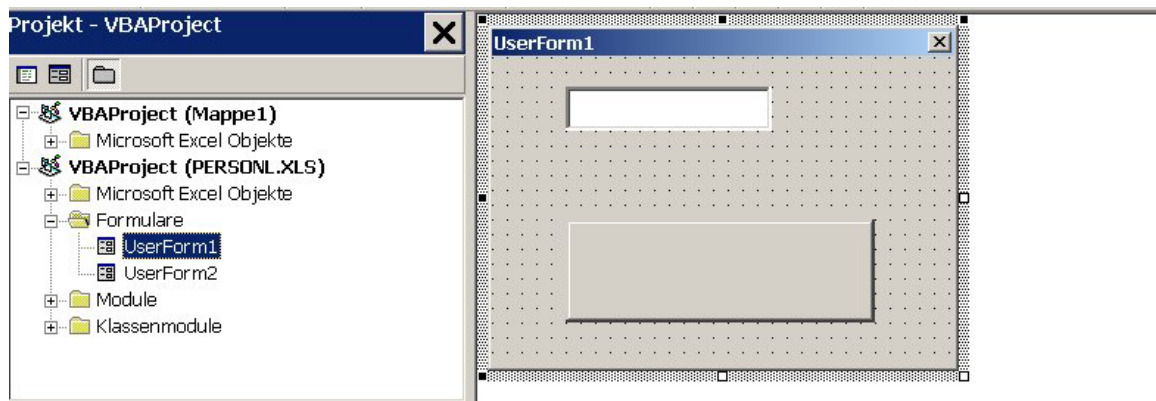 Projekt - VBAProject
VBAProject (Mappe1)
Microsoft Excel Objekte
VBAProject (PERSONL.XLS)
Microsoft Excel Objekte
Formulare
UserForm1
UserForm2
Module
Klassenmodule
UserForm1